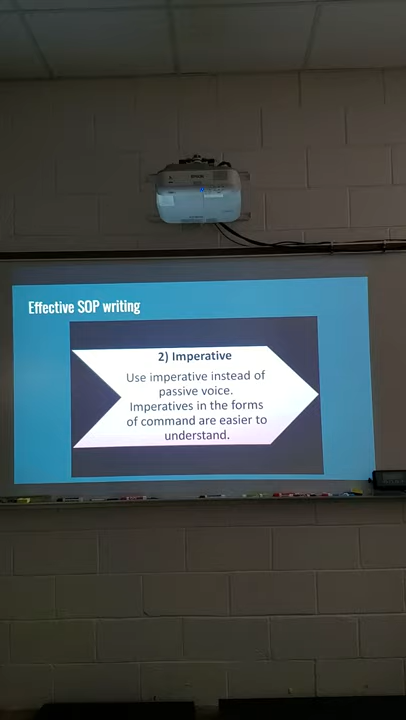 EPSON
Effective SOP writing
2) Imperative
Use imperative instead of
passive voice.
Imperatives in the forms
of command are easier to
understand.